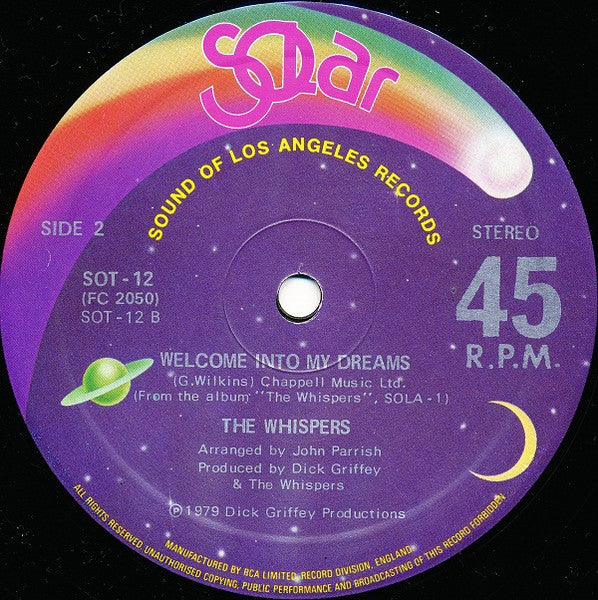 Solar
SOUND OF LOS ANGELES RECORDS
SIDE 2
STEREO
SOT-12
(FC 2050)
SOT-12 B
45
R.P.M.
WELCOME INTO MY DREAMS
(G.Wilkins) Chappell Music Ltd.
(From the album "The Whispers", SOLA-1)
THE WHISPERS
Arranged by John Parrish
Produced by Dick Griffey
& The Whispers
℗1979 Dick Griffey Productions
MANUFACTURED BY RCA LIMITED, RECORD DIVISION, ENGLAND.
ALL RIGHTS RESERVED. UNAUTHORISED COPYING, PUBLIC PERFORMANCE AND BROADCASTING OF THIS RECORD FORBIDDEN